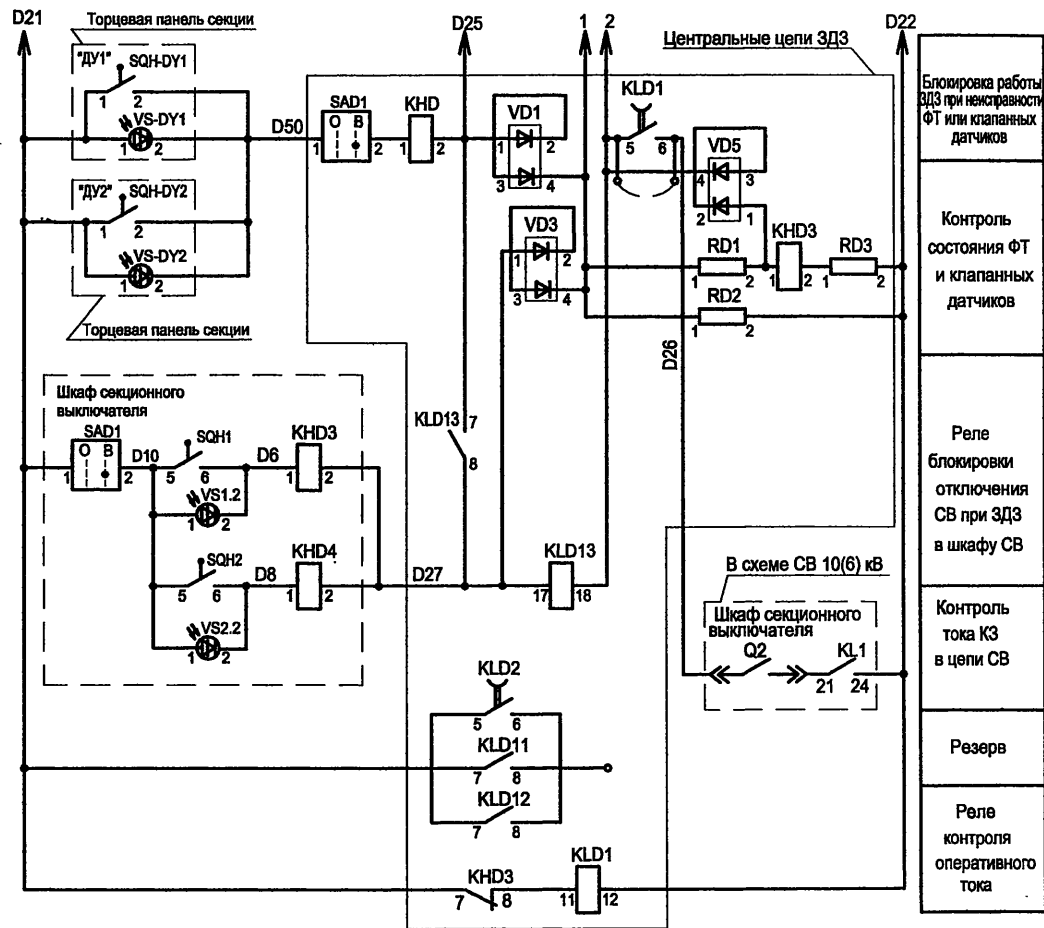 D21
Торцевая панель секции
D25
1
2
D22
Центральные цепи ЗДЗ
"ДУ1"
SQH-DY1
1
2
VS-DY1
1
2
D50
SAD1
O B
1
2
KHD
1
2
VD1
1
2
3
4
KLD1
5
6
VD5
4
3
2
1
Блокировка работы
ЗДЗ при неисправности
ФТ или клапанных
датчиков
"ДУ2"
SQH-DY2
1
2
VS-DY2
1
2
Торцевая панель секции
VD3
1
2
3
4
RD1
1
2
KHD3
1
2
RD3
1
2
RD2
1
2
D26
Контроль
состояния ФТ
и клапанных
датчиков
Шкаф секционного
выключателя
SAD1
O B
1
2
D10
SQH1
5
6
D6
KHD3
1
2
VS1.2
1
2
SQH2
5
6
D8
KHD4
1
2
VS2.2
1
2
D27
KLD13
7
8
KLD13
17
18
Реле
блокировки
отключения
СВ при ЗДЗ
в шкафу СВ
В схеме СВ 10(6) кВ
Шкаф секционного
выключателя
Q2
KL1
21
24
Контроль
тока КЗ
в цепи СВ
KLD2
5
6
KLD11
7
8
KLD12
7
8
Резерв
KHD3
7
8
KLD1
11
12
Реле
контроля
оперативного
тока